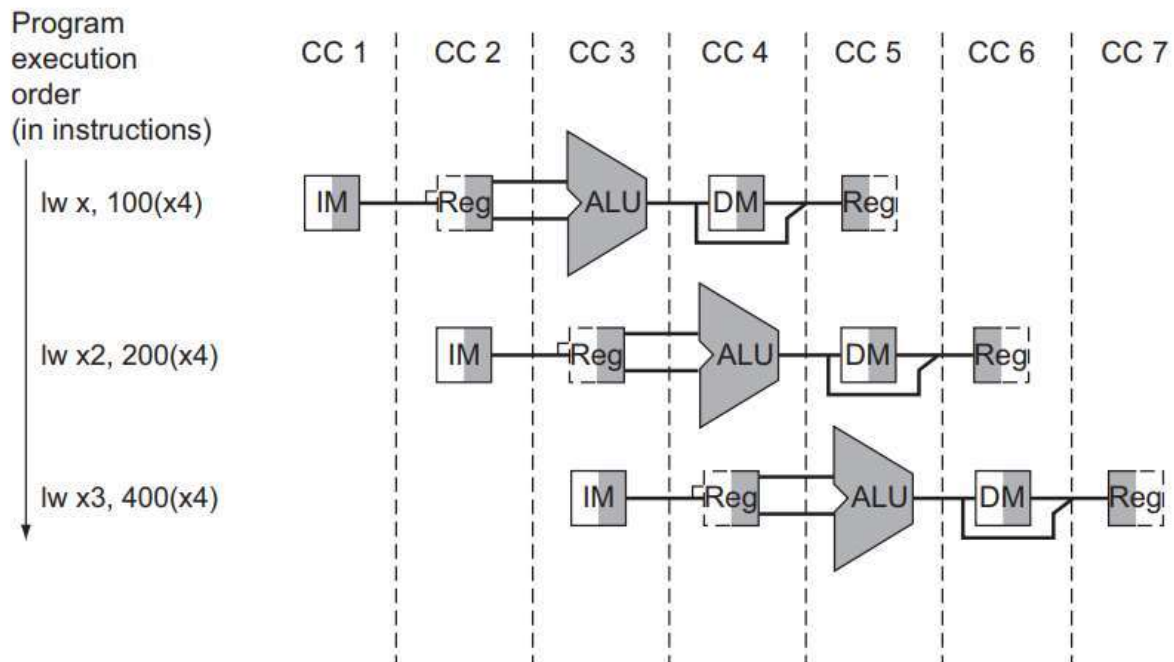 Program
execution
order
(in instructions)
CC 1 CC 2 CC 3 CC 4 CC 5 CC 6 CC 7
lw x, 100(x4)
IM Reg ALU DM Reg
lw x2, 200(x4)
IM Reg ALU DM Reg
lw x3, 400(x4)
IM Reg ALU DM Reg